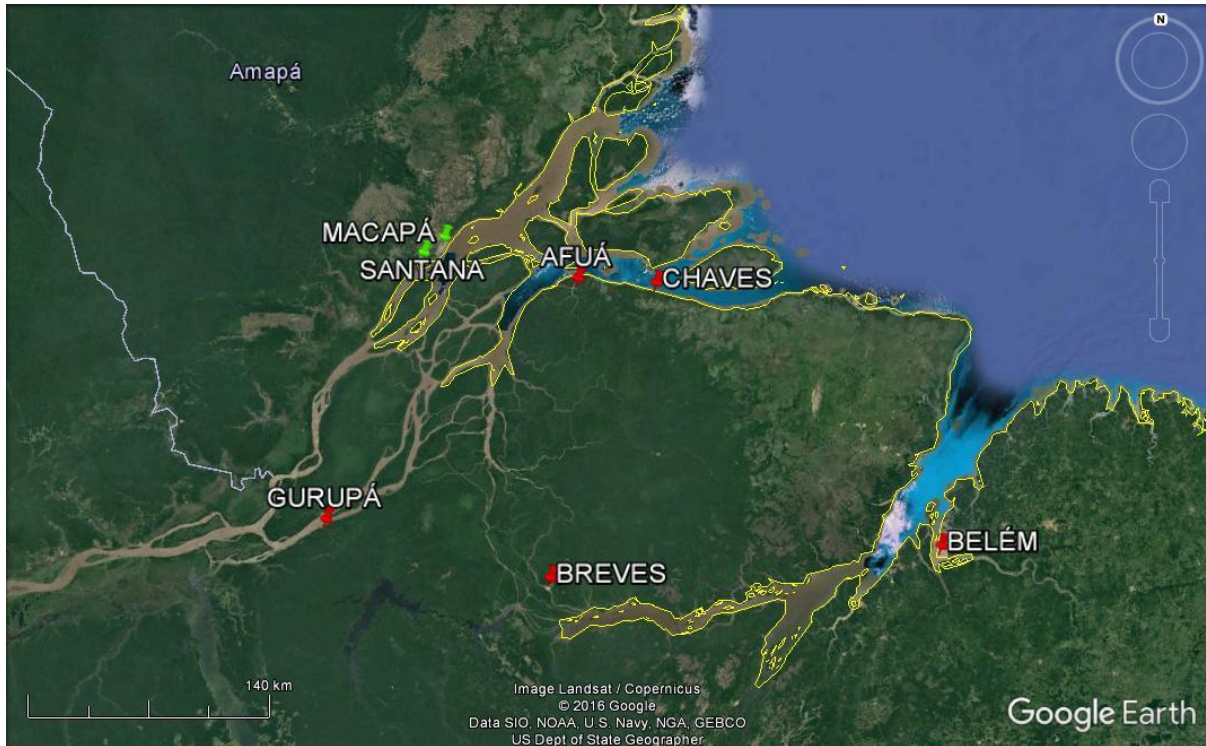 N
Amapá
MACAPÁ
SANTANA
AFUÁ
CHAVES
GURUPÁ
BREVES
BELÉM
140 km
Image Landsat / Copernicus
© 2016 Google
Data SIO, NOAA, U.S. Navy, NGA, GEBCO
US Dept of State Geographer
Google Earth